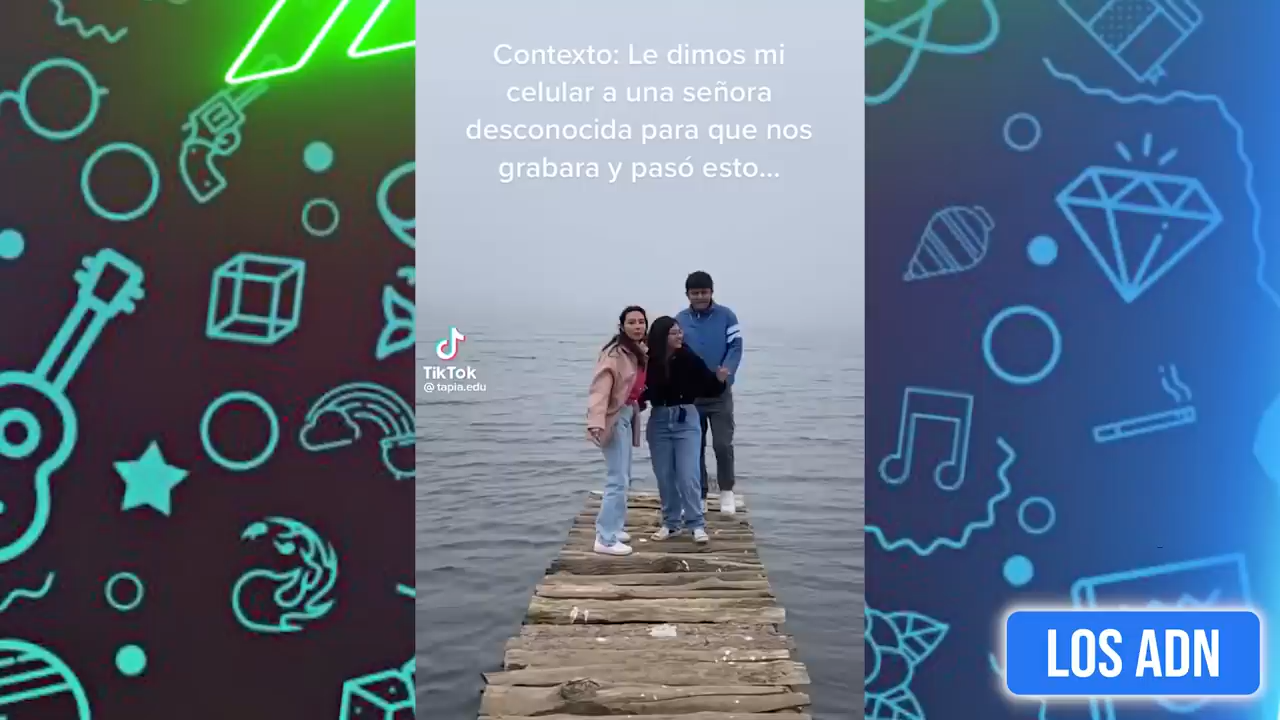 Contexto: Le dimos mi
celular a una señora
desconocida para que nos
grabara y pasó esto...
TikTok
@tapia.edu
LOS ADN